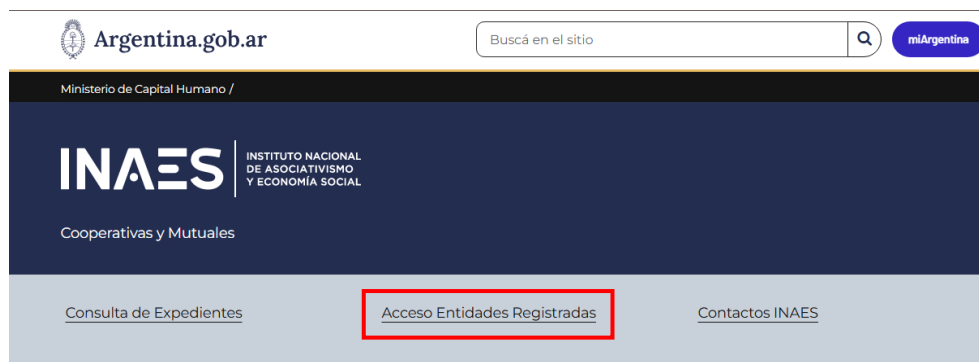 Argentina.gob.ar
Buscá en el sitio
miArgentina
Ministerio de Capital Humano /
INAES
INSTITUTO NACIONAL
DE ASOCIATIVISMO
Y ECONOMÍA SOCIAL
Cooperativas y Mutuales
Consulta de Expedientes
Acceso Entidades Registradas
Contactos INAES